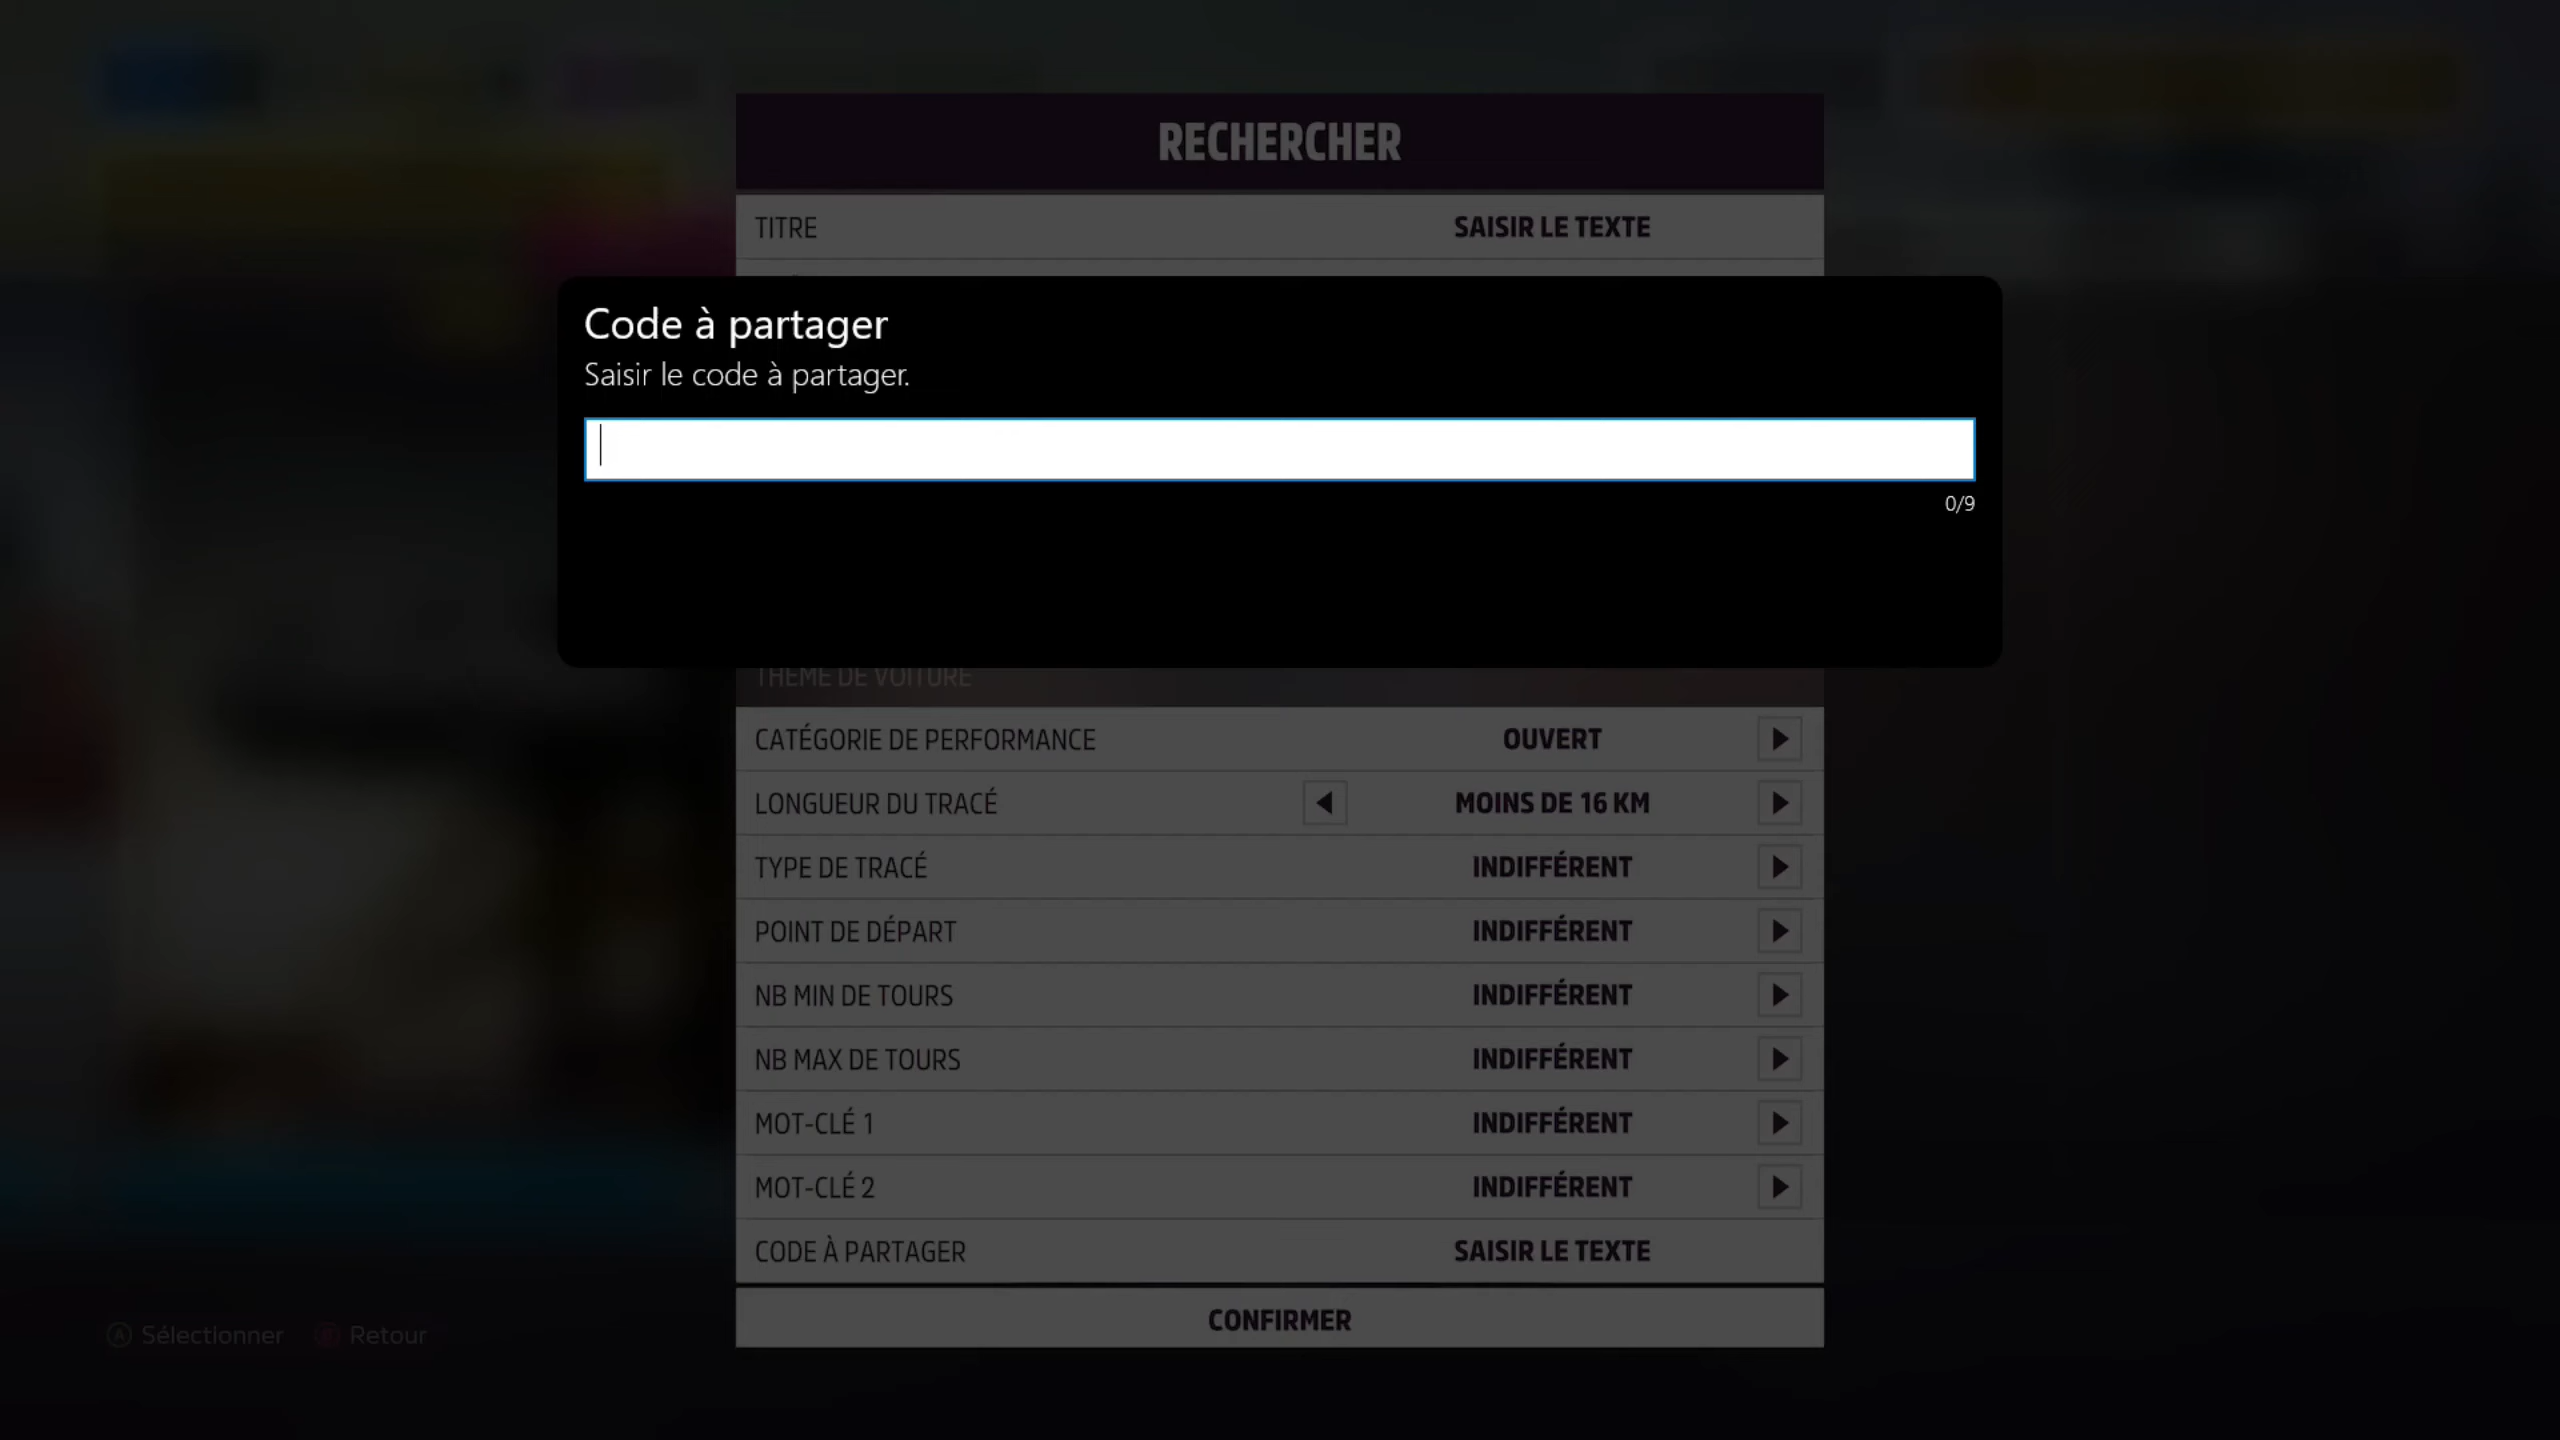 RECHERCHER
TITRE SAISIR LE TEXTE
Code à partager
Saisir le code à partager.
0/9
THÈME DE VOITURE
CATÉGORIE DE PERFORMANCE OUVERT
LONGUEUR DU TRACÉ MOINS DE 16 KM
TYPE DE TRACÉ INDIFFÉRENT
POINT DE DÉPART INDIFFÉRENT
NB MIN DE TOURS INDIFFÉRENT
NB MAX DE TOURS INDIFFÉRENT
MOT-CLÉ 1 INDIFFÉRENT
MOT-CLÉ 2 INDIFFÉRENT
CODE À PARTAGER SAISIR LE TEXTE
CONFIRMER
A Sélectionner Retour